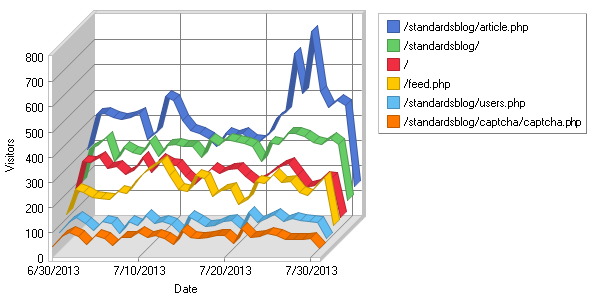 /standardsblog/article.php
/standardsblog/
/
/feed.php
/standardsblog/users.php
/standardsblog/captcha/captcha.php
800
700
600
500
400
300
200
100
0
Visitors
6/30/2013 7/10/2013 7/20/2013 7/30/2013
Date